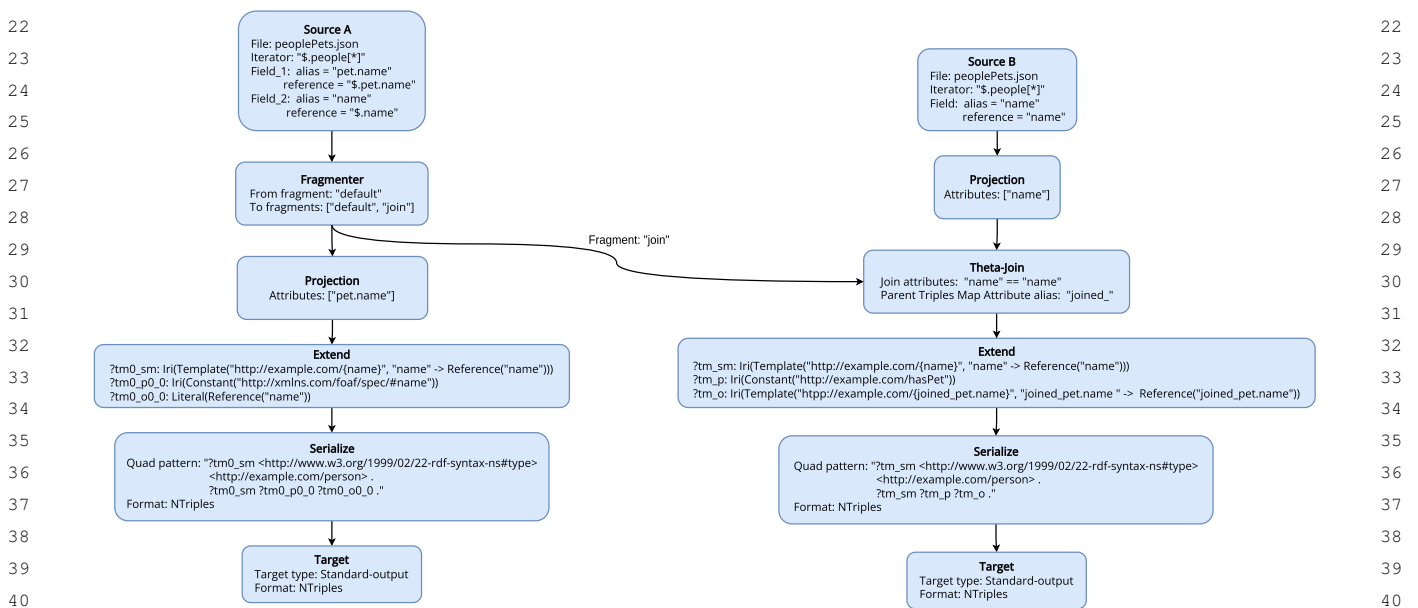 22
23
24
25
26
27
28
29
30
31
32
33
34
35
36
37
38
39
40
Source A
File: peoplePets.json
Iterator: "$.people[*]"
Field_1:  alias = "pet.name"
reference = "$.pet.name"
Field_2:  alias = "name"
reference = "$.name"
Fragmenter
From fragment: "default"
To fragments: ["default", "join"]
Fragment: "join"
Projection
Attributes: ["pet.name"]
Extend
?tm0_sm: Iri(Template("http://example.com/{name}", "name" -> Reference("name")))
?tm0_p0_0: Iri(Constant("http://xmlns.com/foaf/spec/#name"))
?tm0_o0_0: Literal(Reference("name"))
Serialize
Quad pattern: "?tm0_sm <http://www.w3.org/1999/02/22-rdf-syntax-ns#type>
<http://example.com/person> .
?tm0_sm ?tm0_p0_0 ?tm0_o0_0 ."
Format: NTriples
Target
Target type: Standard-output
Format: NTriples
Source B
File: peoplePets.json
Iterator: "$.people[*]"
Field:  alias = "name"
reference = "name"
Projection
Attributes: ["name"]
Theta-Join
Join attributes:  "name" == "name"
Parent Triples Map Attribute alias:  "joined_"
Extend
?tm_sm: Iri(Template("http://example.com/{name}", "name" -> Reference("name")))
?tm_p: Iri(Constant("http://example.com/hasPet"))
?tm_o: Iri(Template("htpp://example.com/{joined_pet.name}", "joined_pet.name " ->  Reference("joined_pet.name"))
Serialize
Quad pattern: "?tm_sm <http://www.w3.org/1999/02/22-rdf-syntax-ns#type>
<http://example.com/person> .
?tm_sm ?tm_p ?tm_o ."
Format: NTriples
Target
Target type: Standard-output
Format: NTriples
22
23
24
25
26
27
28
29
30
31
32
33
34
35
36
37
38
39
40